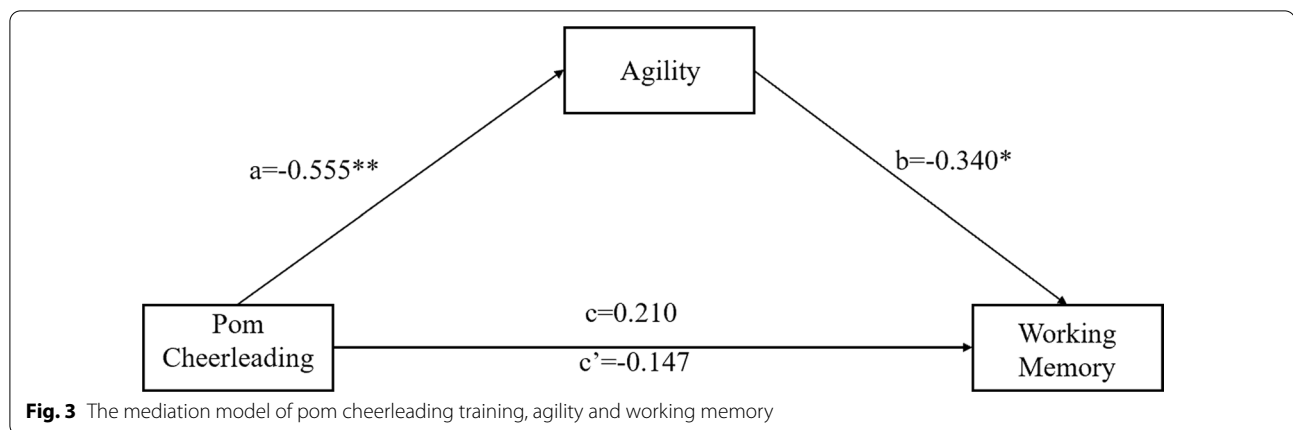 Agility
a=-0.555**
b=-0.340*
Pom
Cheerleading
c=0.210
c’=-0.147
Working
Memory
Fig. 3 The mediation model of pom cheerleading training, agility and working memory